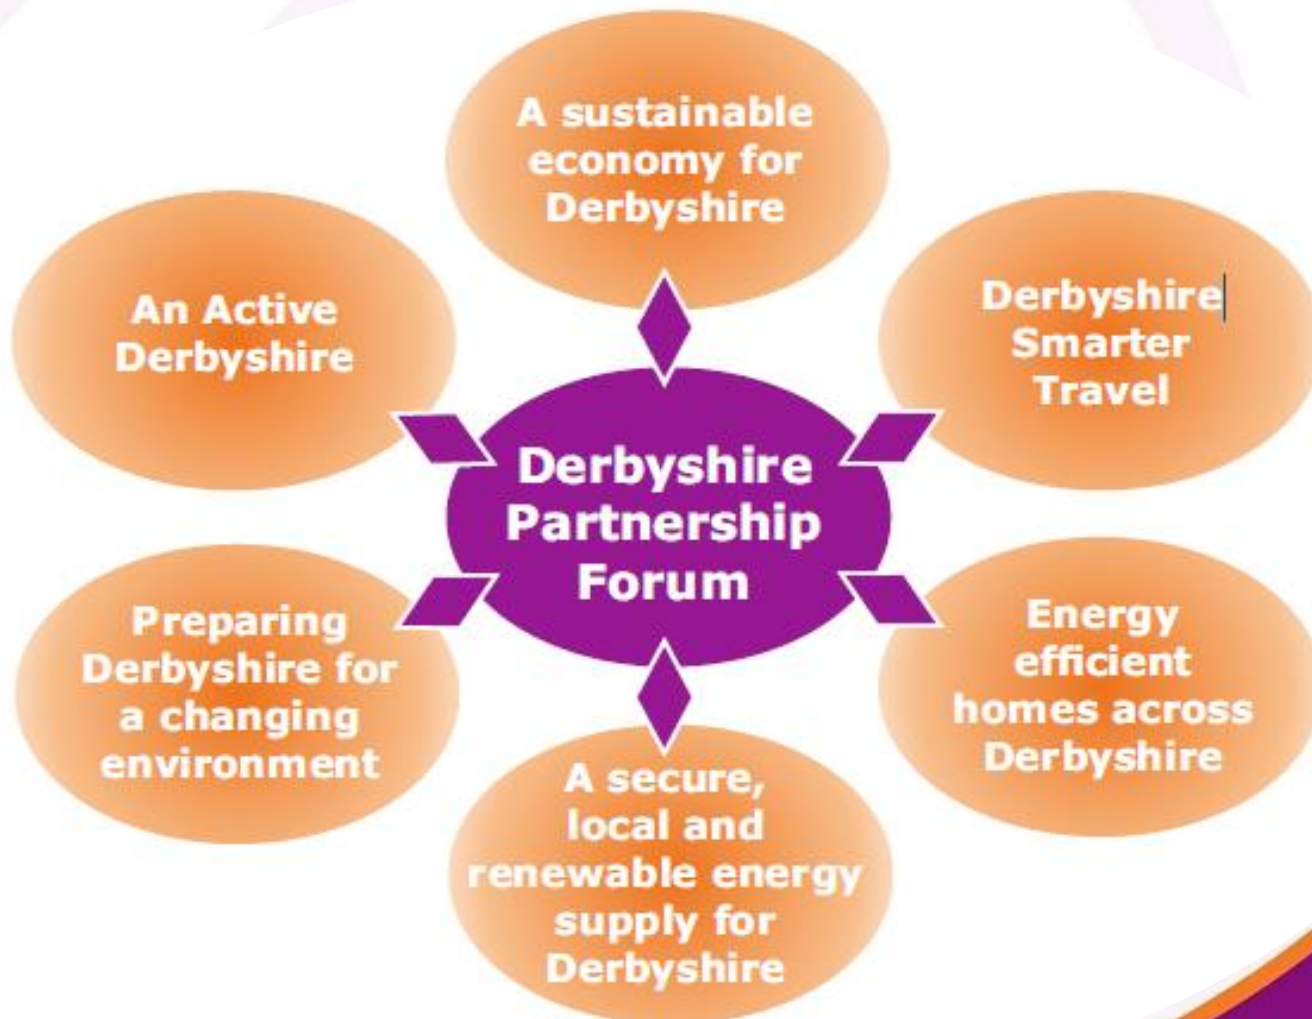 A sustainable
economy for
Derbyshire
An Active
Derbyshire
Derbyshire
Smarter
Travel
Derbyshire
Partnership
Forum
Preparing
Derbyshire for
a changing
environment
Energy
efficient
homes across
Derbyshire
A secure,
local and
renewable energy
supply for
Derbyshire